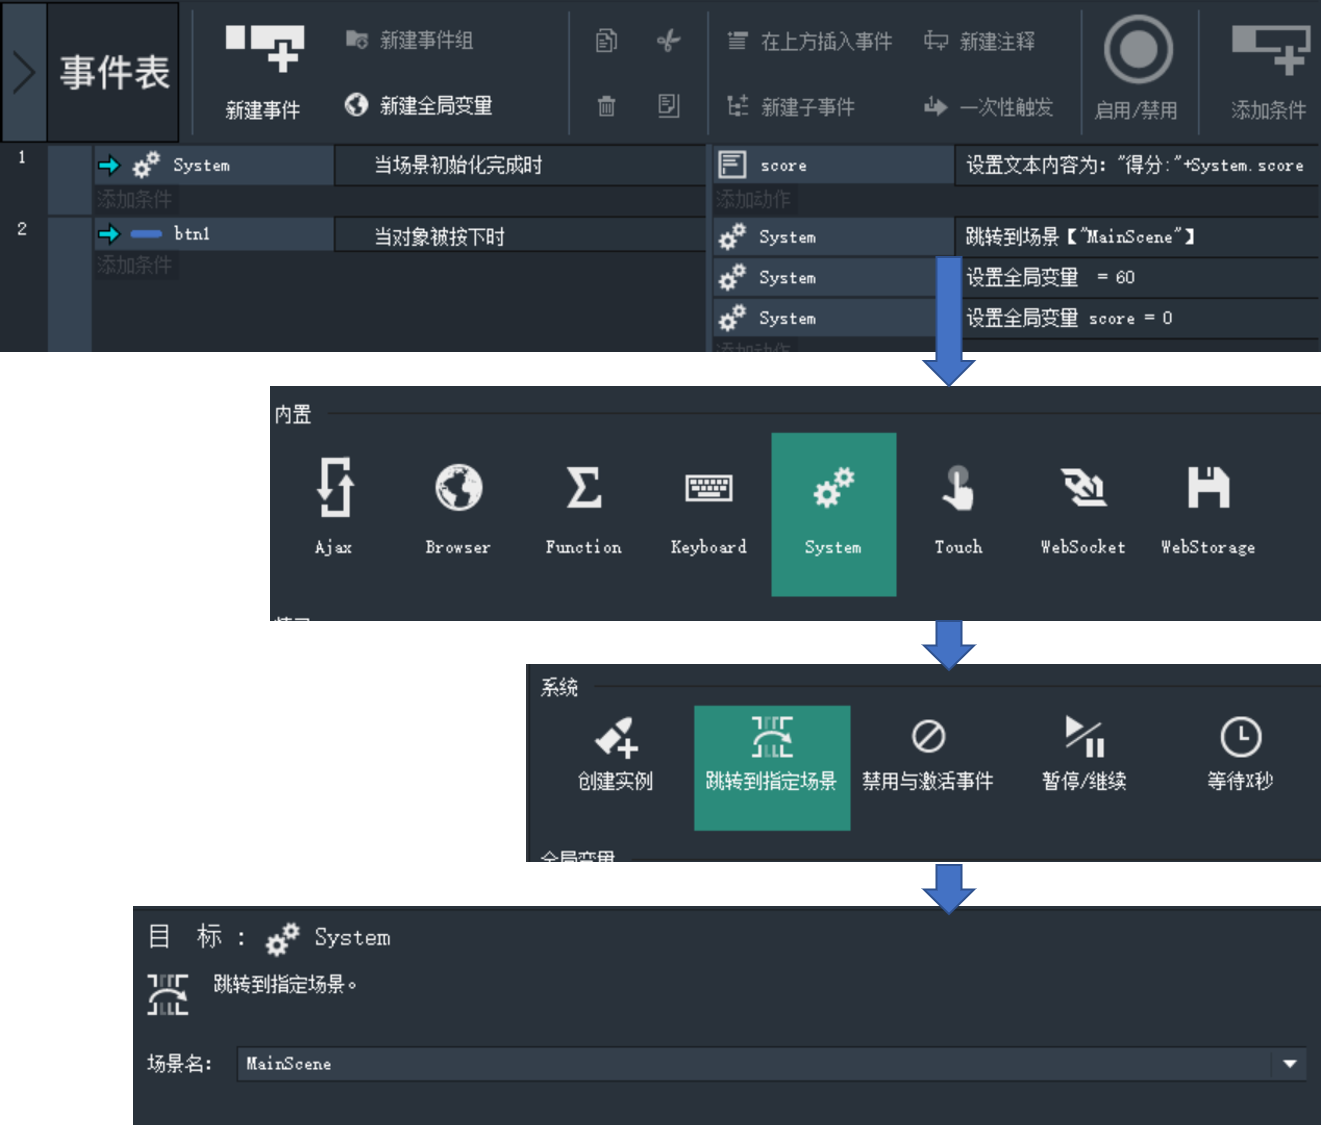 事件表
新建事件
新建事件组
新建全局变量
在上方插入事件
新建注释
新建子事件
一次性触发
启用/禁用
添加条件
1 System 当场景初始化完成时 score 设置文本内容为: "得分:"+System.score
添加条件 添加动作
2 btn1 当对象被按下时 System 跳转到场景【"MainScene"】
添加条件 System 设置全局变量 = 60
System 设置全局变量 score = 0
添加动作
内置
Ajax Browser Function Keyboard System Touch WebSocket WebStorage
系统
创建实例 跳转到指定场景 禁用与激活事件 暂停/继续 等待X秒
全局变量
目 标: System
跳转到指定场景。
场景名: MainScene